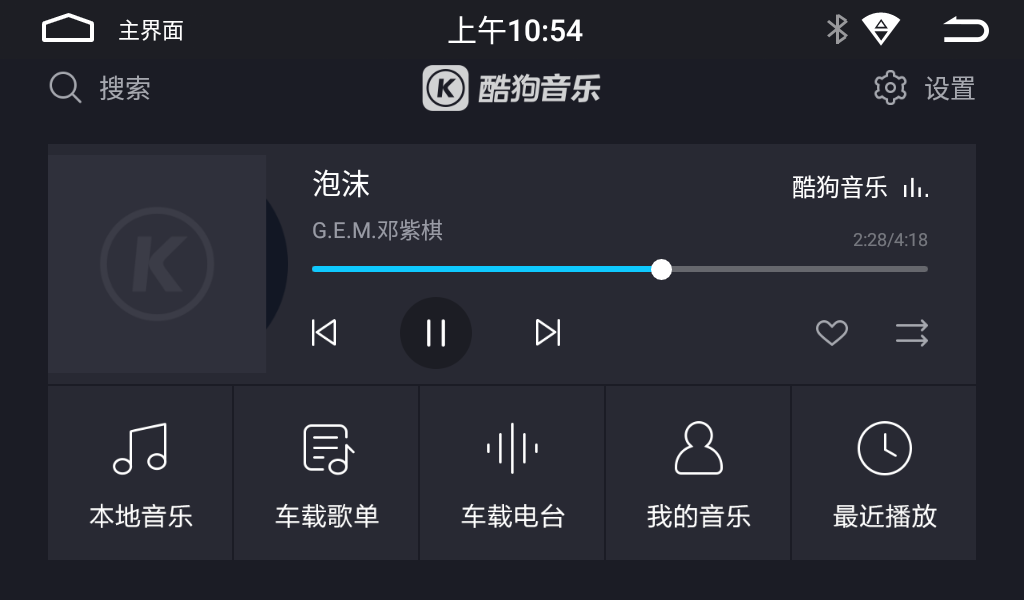 主界面
上午10:54
搜索
K 酷狗音乐
设置
K
泡沫
酷狗音乐
G.E.M.邓紫棋
2:28/4:18
本地音乐
车载歌单
车载电台
我的音乐
最近播放